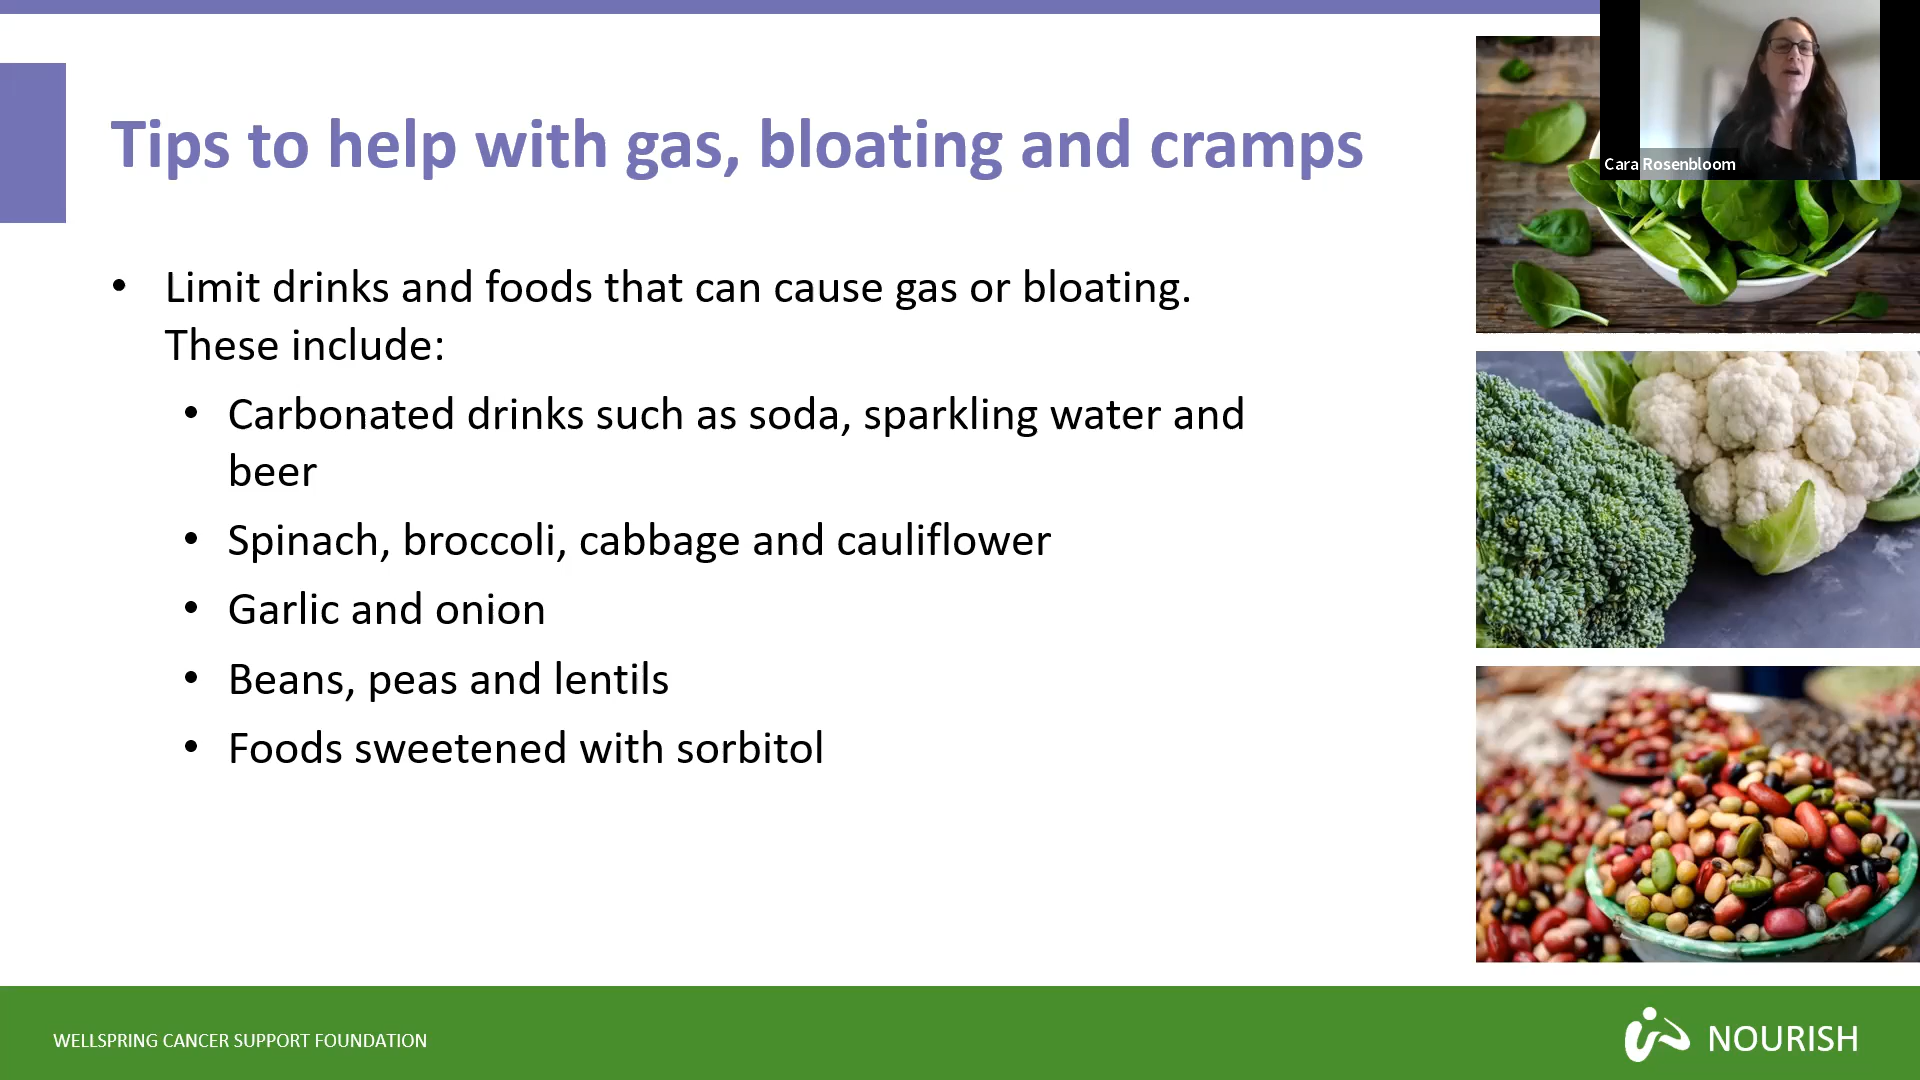 Tips to help with gas, bloating and cramps
Cara Rosenbloom
• Limit drinks and foods that can cause gas or bloating.
These include:
• Carbonated drinks such as soda, sparkling water and
beer
• Spinach, broccoli, cabbage and cauliflower
• Garlic and onion
• Beans, peas and lentils
• Foods sweetened with sorbitol
WELLSPRING CANCER SUPPORT FOUNDATION
NOURISH